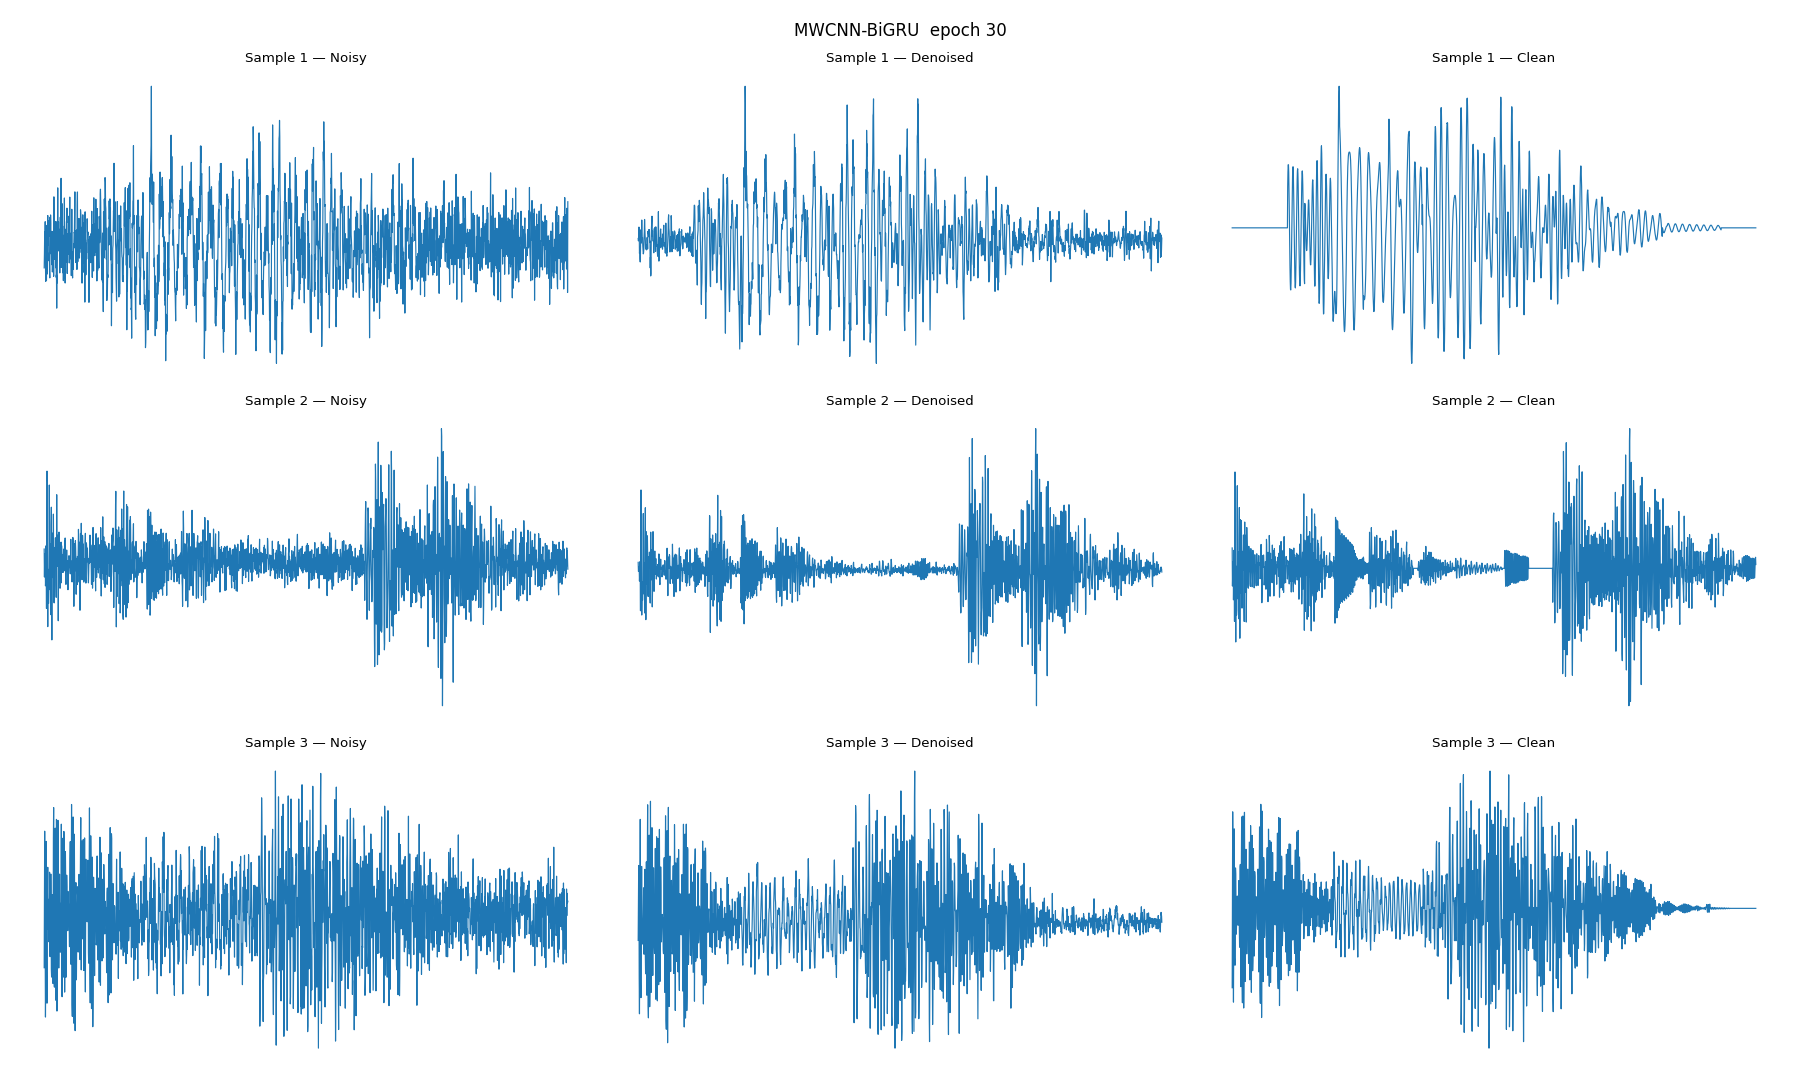 MWCNN-BiGRU  epoch 30
Sample 1 — Noisy
Sample 1 — Denoised
Sample 1 — Clean
Sample 2 — Noisy
Sample 2 — Denoised
Sample 2 — Clean
Sample 3 — Noisy
Sample 3 — Denoised
Sample 3 — Clean